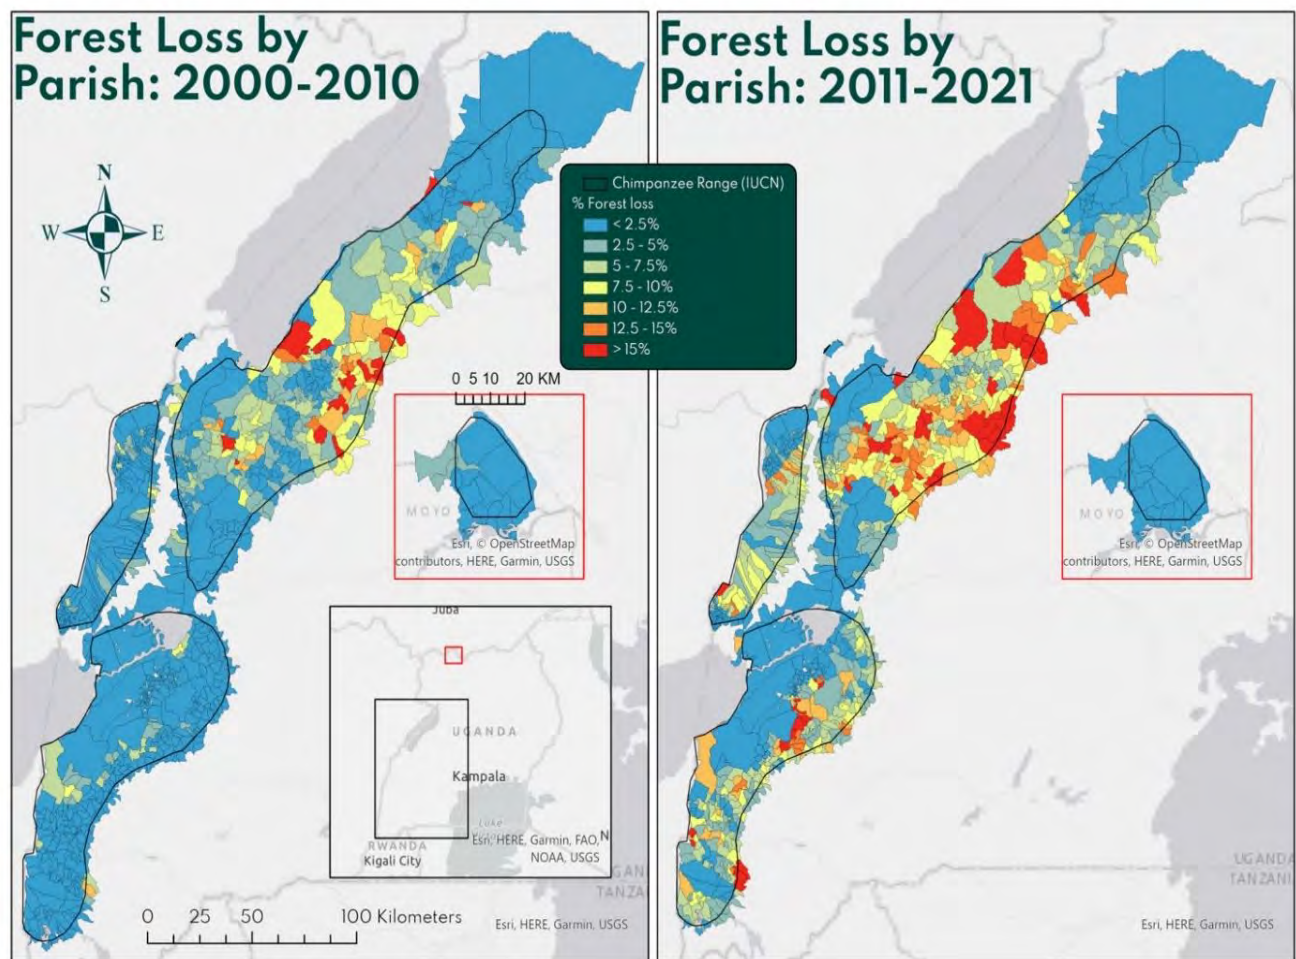 Forest Loss by
Parish: 2000-2010
N
W
E
S
Forest Loss by
Parish: 2011-2021
Chimpanzee Range (IUCN)
% Forest loss
< 2.5%
2.5 - 5%
5 - 7.5%
7.5 - 10%
10 - 12.5%
12.5 - 15%
> 15%
0 5 10 20 KM
MOYO
Esri, © OpenStreetMap
contributors, HERE, Garmin, USGS
MOYO
Esri, © OpenStreetMap
contributors, HERE, Garmin, USGS
Juba
UGANDA
Kampala
Lake
RWANDA
Kigali City
Esri, HERE, Garmin, FAO,
NOAA, USGS
N
GAN
TANZA
0 25 50 100 Kilometers
Esri, HERE, Garmin, USGS
UGANDA
TANZANI
Esri, HERE, Garmin, USGS